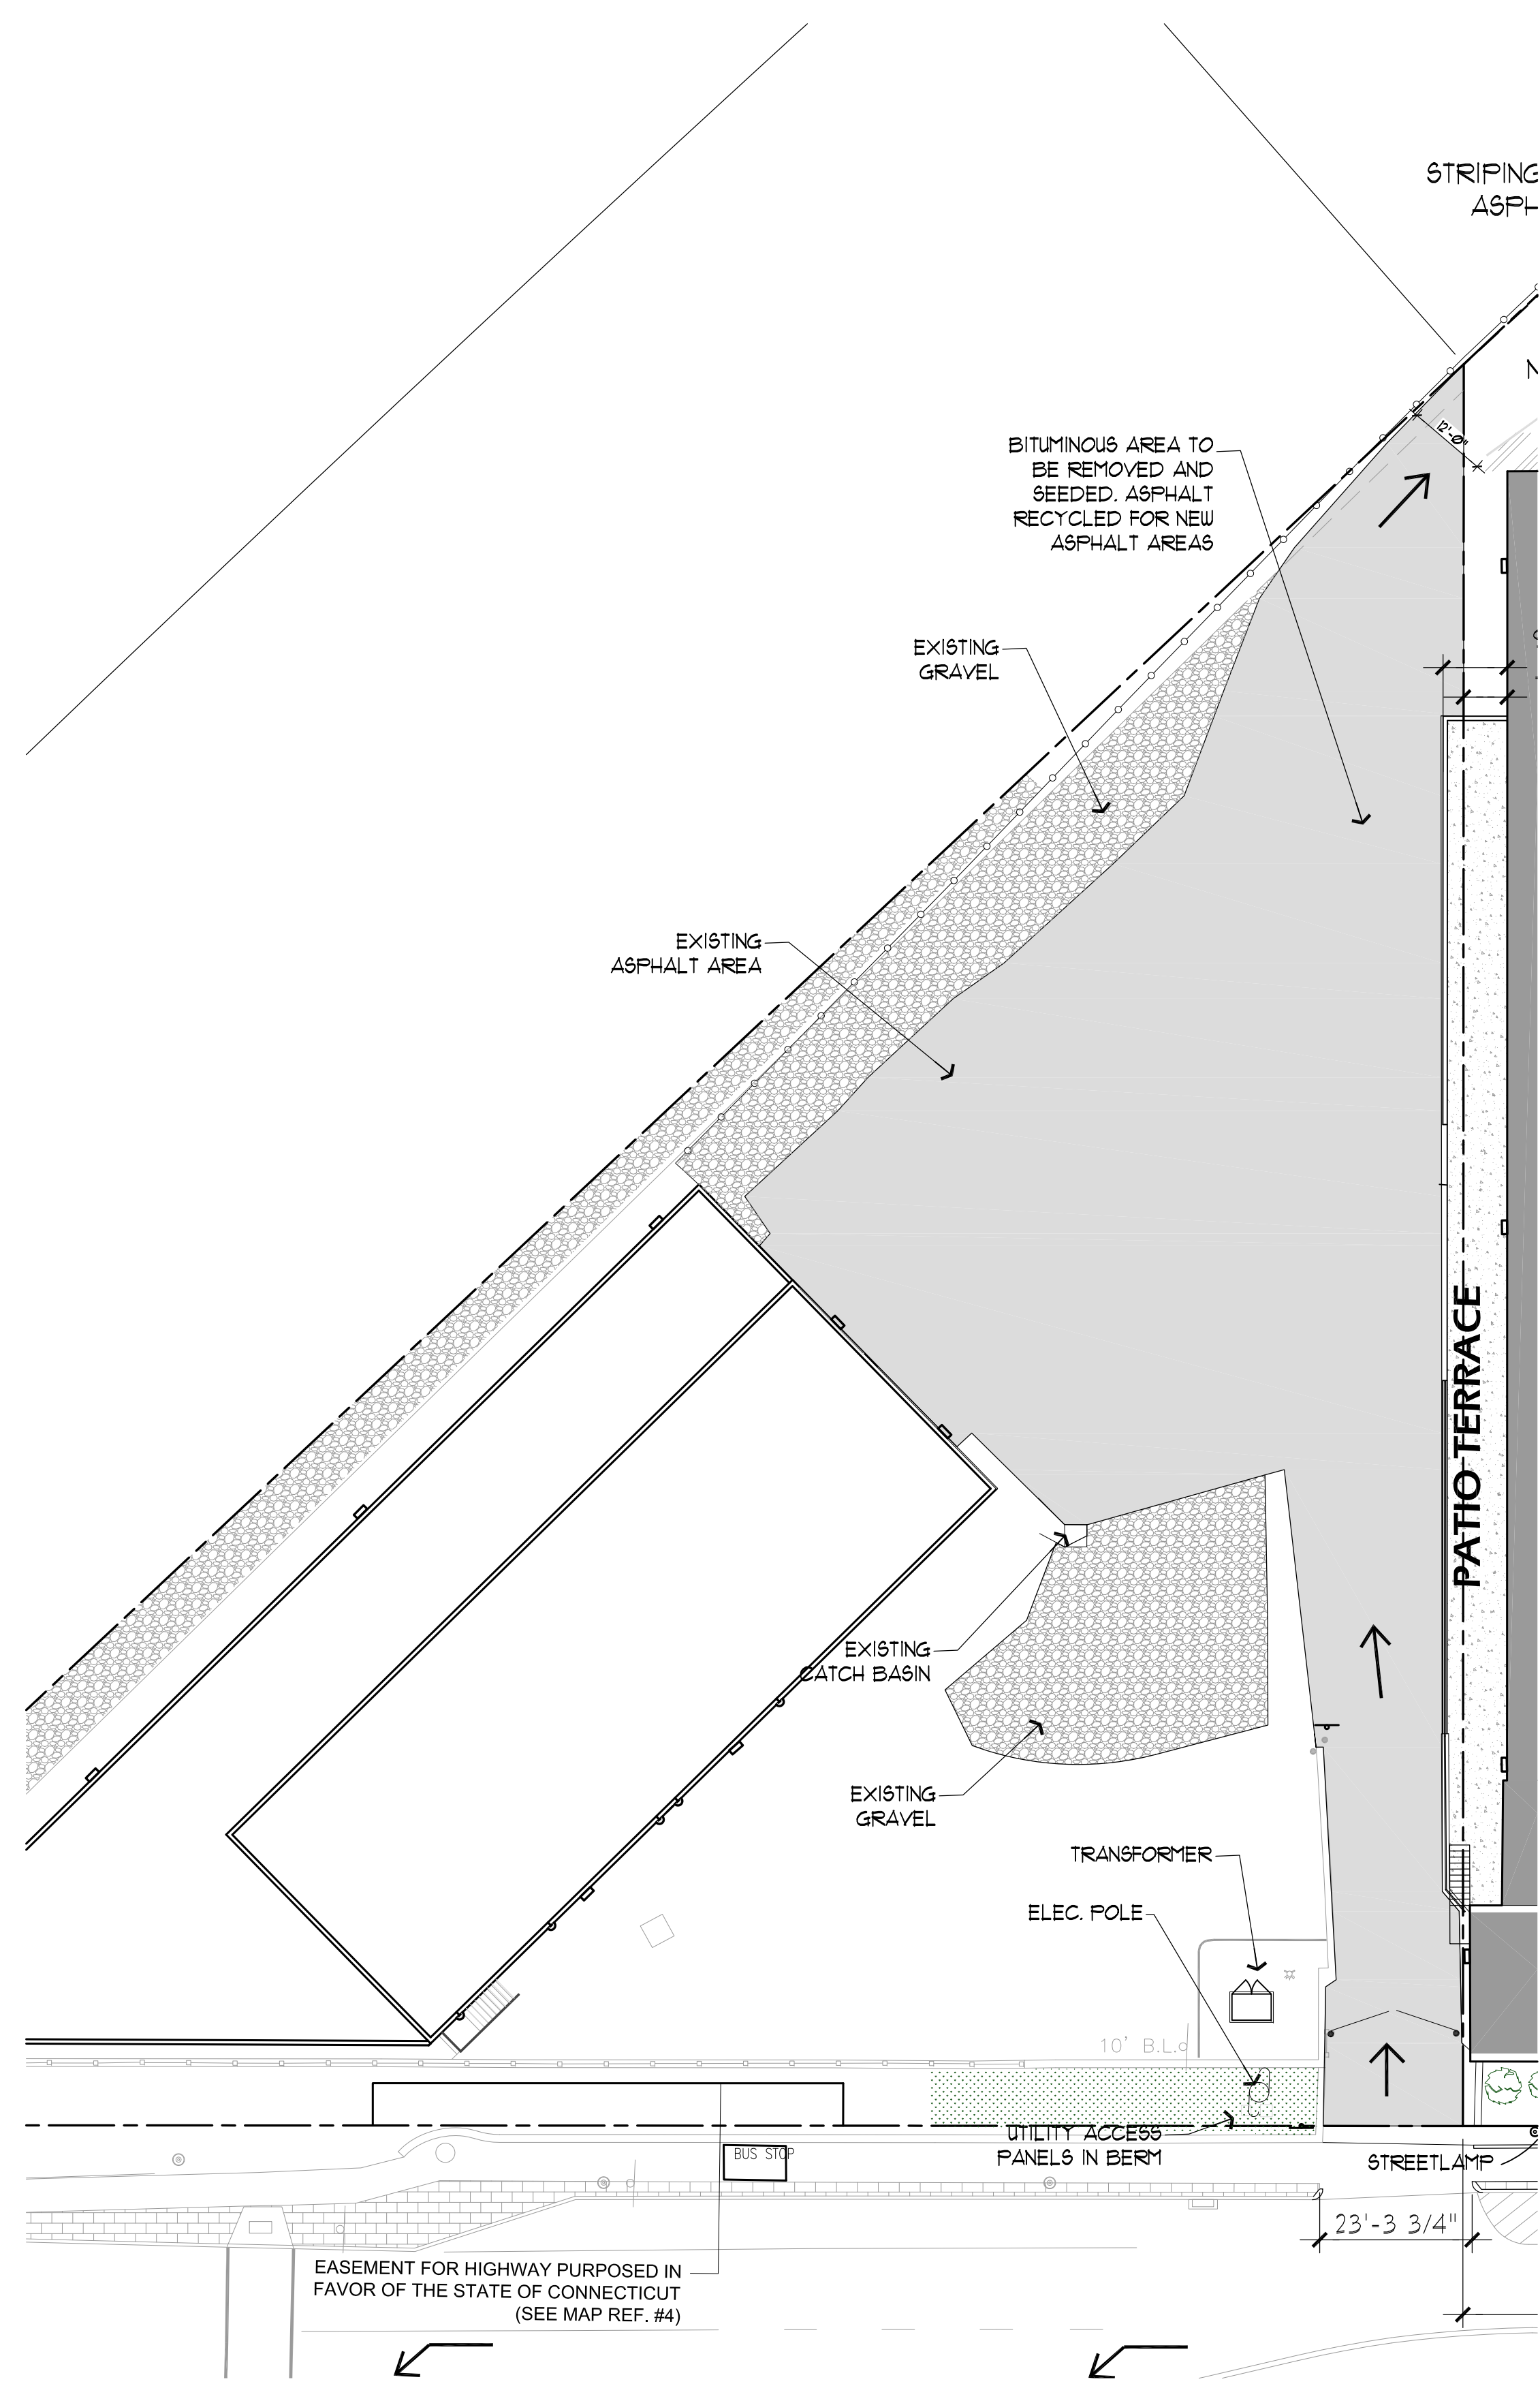 STRIPING
ASPH
N
12'-0"
BITUMINOUS AREA TO
BE REMOVED AND
SEEDED. ASPHALT
RECYCLED FOR NEW
ASPHALT AREAS
EXISTING
GRAVEL
EXISTING
ASPHALT AREA
PATIO TERRACE
EXISTING
CATCH BASIN
EXISTING
GRAVEL
TRANSFORMER
ELEC. POLE
10' B.L.
UTILITY ACCESS
PANELS IN BERM
BUS STOP
STREETLAMP
23'-3 3/4"
EASEMENT FOR HIGHWAY PURPOSED IN
FAVOR OF THE STATE OF CONNECTICUT
(SEE MAP REF. #4)